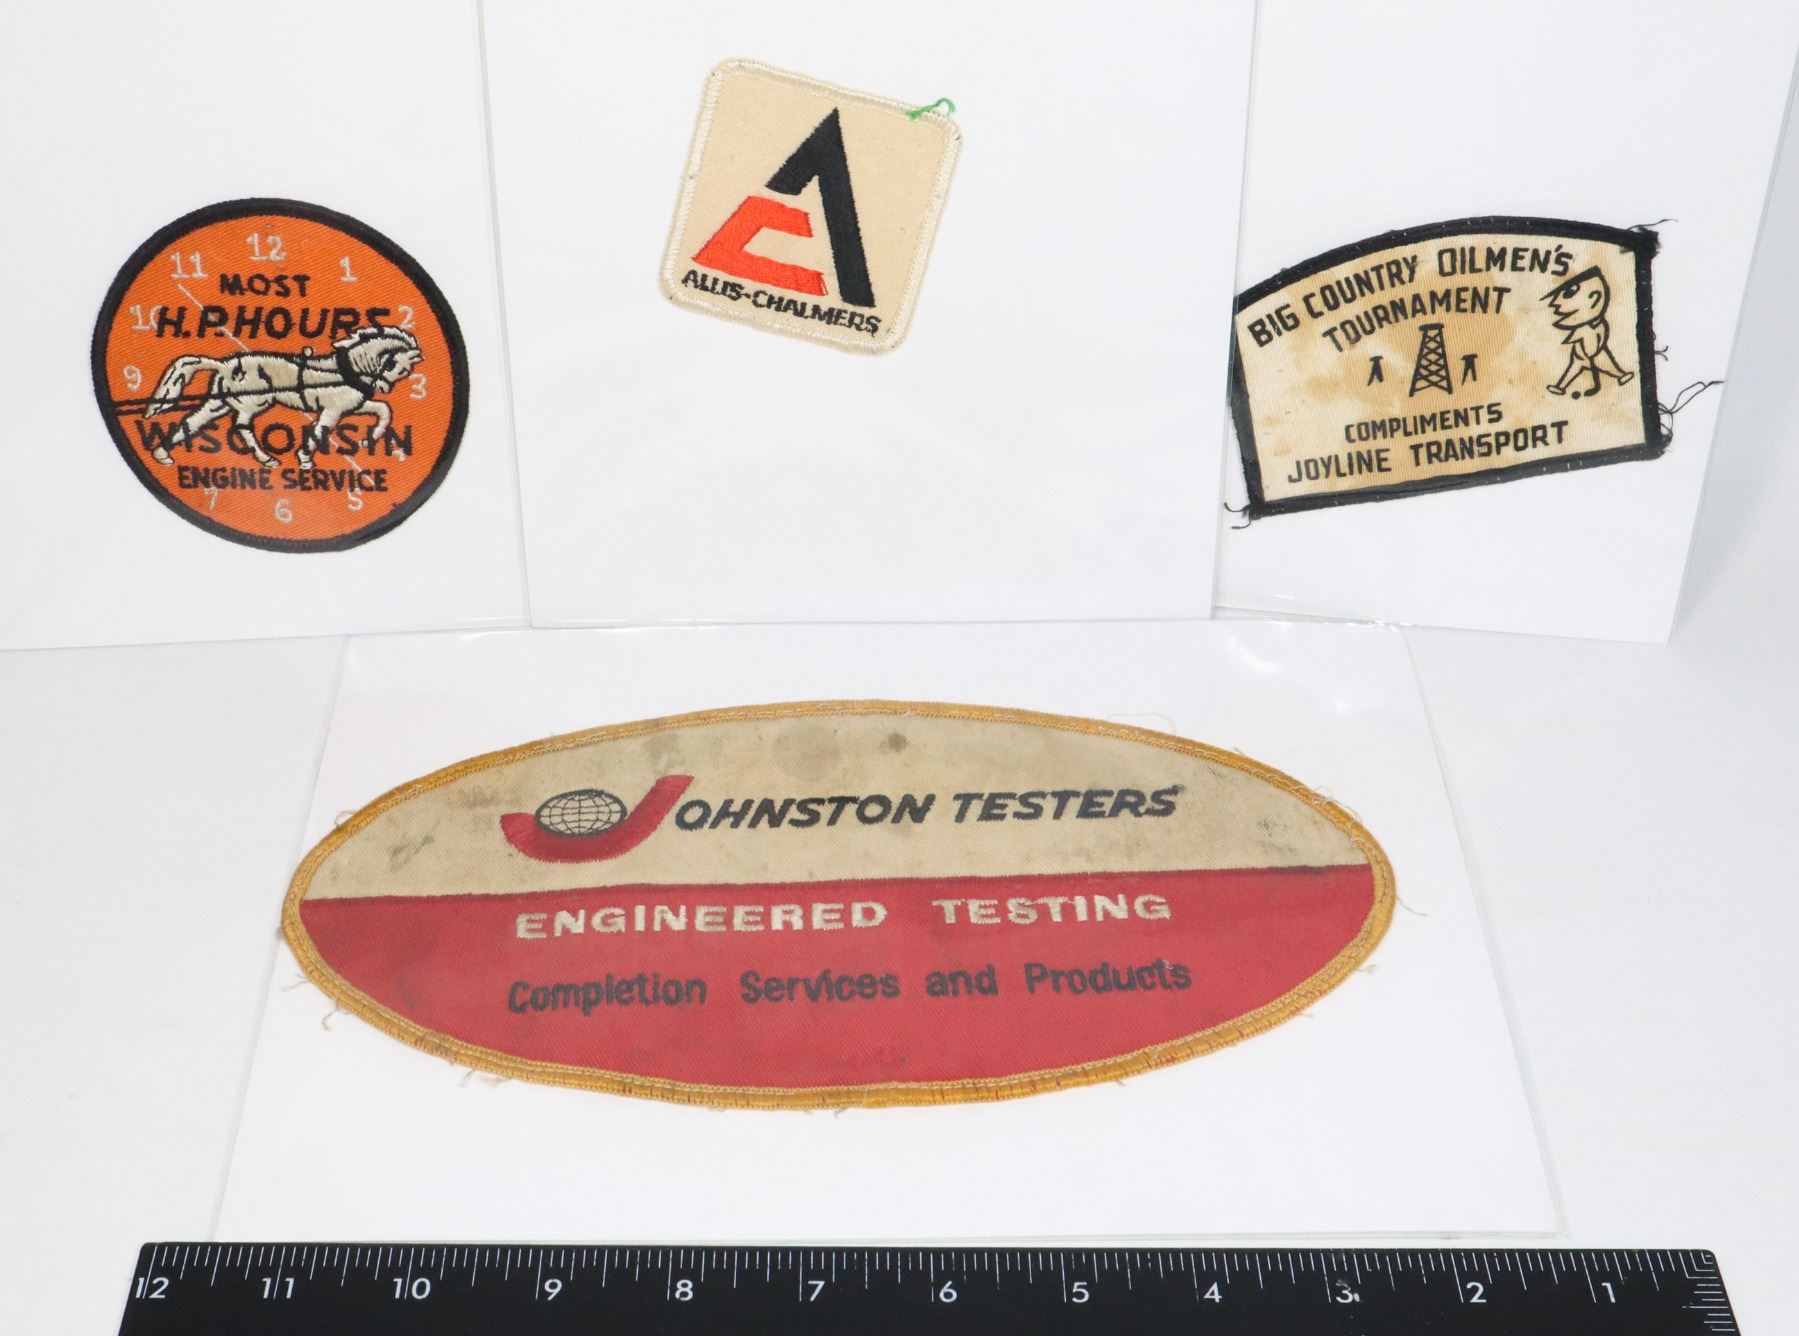 12
11
1
MOST
10
H.P. HOURS
2
9
3
WISCONSIN
4
ENGINE SERVICE
7
5
6
ALLIS-CHALMERS
BIG COUNTRY OILMEN'S
TOURNAMENT
COMPLIMENTS
JOYLINE TRANSPORT
JOHNSTON TESTERS
ENGINEERED TESTING
Completion Services and Products
12 11 10 9 8 7 6 5 4 3 2 1